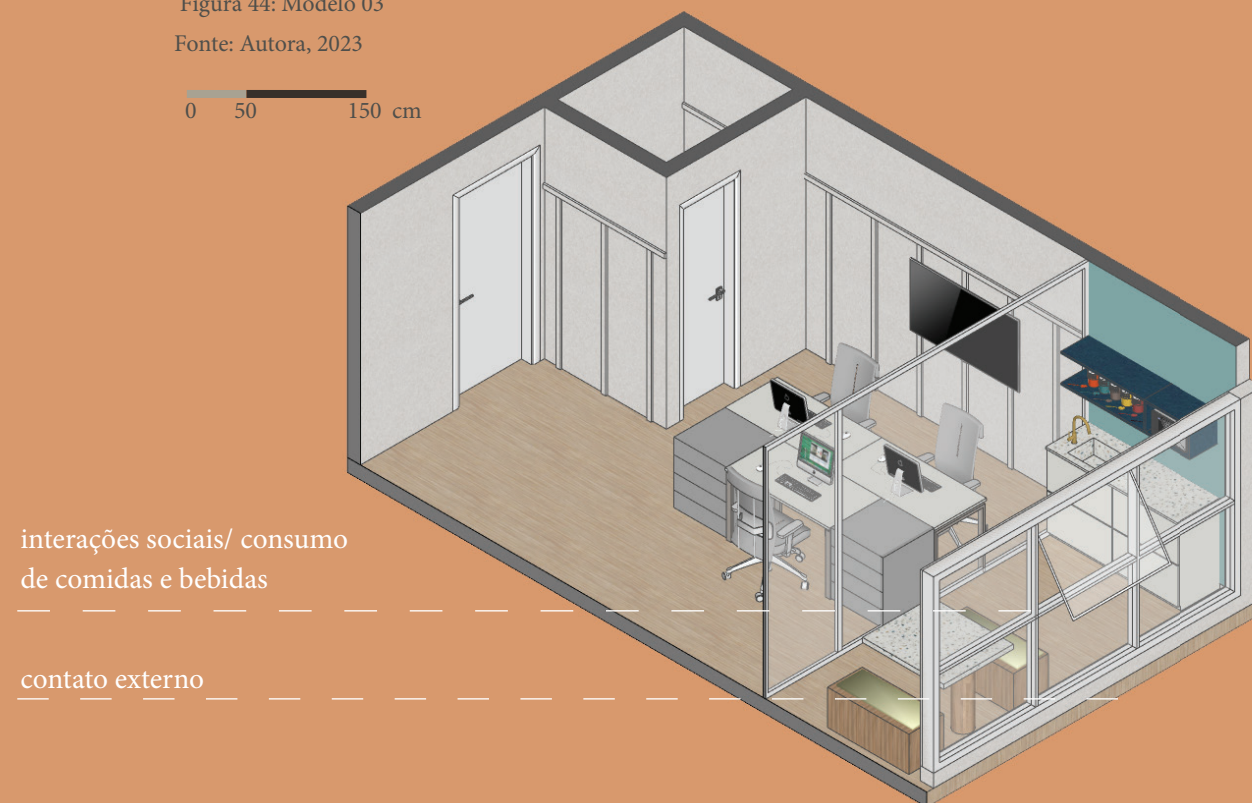 Figura 44: Modelo 03
Fonte: Autora, 2023
0 50 150 cm
interações sociais/ consumo
de comidas e bebidas
contato externo